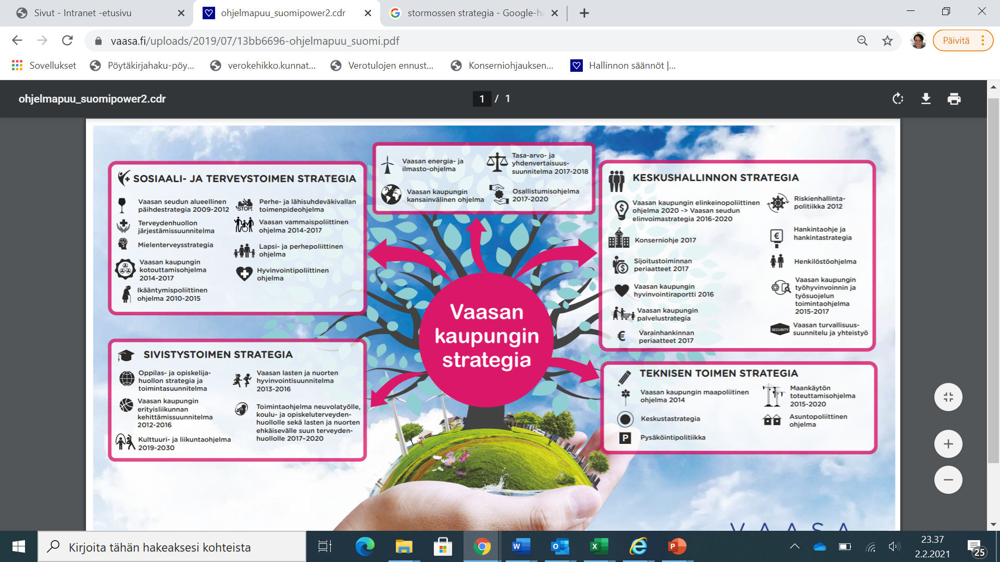 Sivut - Intranet -etusivu
ohjelmapuu_suomipower2.cdr
stormossen strategia - Google-ha
vaasa.fi/uploads/2019/07/13bb6696-ohjelmapuu_suomi.pdf
Päivitä
Sovellukset
Pöytäkirjahaku-pöy...
verokehikko.kunnat...
Verotulojen ennust...
Konserniohjauksen...
Hallinnon säännöt |...
ohjelmapuu_suomipower2.cdr
1 / 1
SOSIAALI- JA TERVEYSTOIMEN STRATEGIA
Vaasan seudun alueellinen
päihdestrategia 2009-2012
Terveydenhuollon
järjestämissuunnitelma
Mielenterveysstrategia
Vaasan kaupungin
kotouttamisohjelma
2014-2017
Ikääntymispoliittinen
ohjelma 2010-2015
STOP!
Perhe- ja lähisuhdeväkivallan
toimenpideohjelma
Vaasan vammaispoliittinen
ohjelma 2014-2017
Lapsi- ja perhepoliittinen
ohjelma
Hyvinvointipoliittinen
ohjelma
Vaasan energia- ja
ilmasto-ohjelma
Vaasan kaupungin
kansainvälinen ohjelma
Tasa-arvo- ja
yhdenvertaisuus-
suunnitelma 2017-2018
Osallistumisohjelma
2017-2020
KESKUSHALLINNON STRATEGIA
Vaasan kaupungin elinkeinopoliittinen
ohjelma 2020 -> Vaasan seudun
elinvoimastrategia 2016-2020
Konserniohje 2017
Sijoitustoiminnan
periaatteet 2017
Vaasan kaupungin
hyvinvointiraportti 2016
Vaasan kaupungin
palvelustrategia
€
Varainhankinnan
periaatteet 2017
Riskienhallinta-
politiikka 2012
€
Hankintaohje ja
hankintastrategia
Henkilöstöohjelma
Vaasan kaupungin
työhyvinvoinnin ja
työsuojelun
toimintaohjelma
2015-2017
SECURITY
Vaasan turvallisuus-
suunnitelu ja yhteistyö
Vaasan
kaupungin
strategia
SIVISTYSTOIMEN STRATEGIA
Oppilas- ja opiskelija-
huollon strategia ja
toimintasuunnitelma
Vaasan kaupungin
erityisliikunnan
kehittämissuunnitelma
2012-2016
Kulttuuri- ja liikuntaohjelma
2019-2030
Vaasan lasten ja nuorten
hyvinvointisuunnitelma
2013-2016
Toimintaohjelma neuvolatyölle,
koulu- ja opiskeluterveyden-
huollolle sekä lasten ja nuorten
ehkäisevälle suun terveyden-
huollolle 2017–2020
TEKNISEN TOIMEN STRATEGIA
Vaasan kaupungin maapoliitinen
ohjelma 2014
Keskustastrategia
P
Pysäköintipolitiikka
Maankäytön
toteuttamisohjelma
2015-2020
Asuntopoliittinen
ohjelma
VAASA
Kirjoita tähän hakeaksesi kohteista
23.37
2.2.2021
25